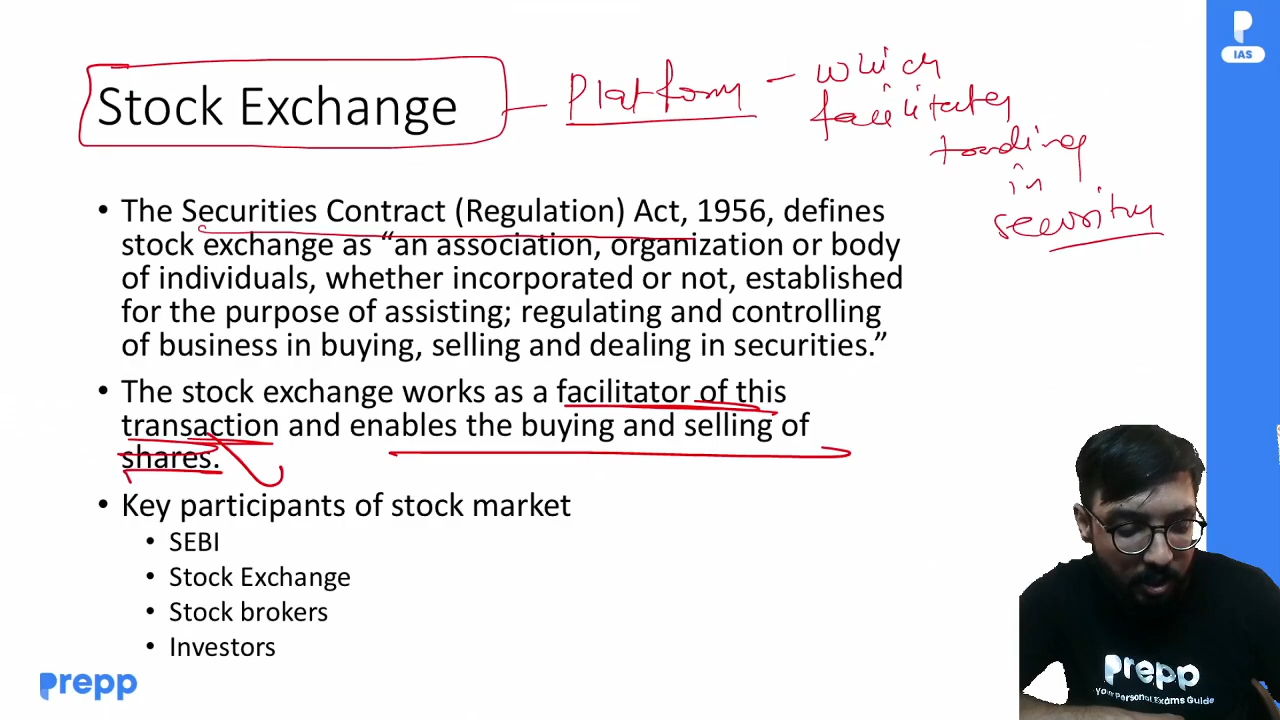 IAS
Stock Exchange
Platform – which
facilitates
trading
in
security
• The Securities Contract (Regulation) Act, 1956, defines
stock exchange as “an association, organization or body
of individuals, whether incorporated or not, established
for the purpose of assisting; regulating and controlling
of business in buying, selling and dealing in securities.”
• The stock exchange works as a facilitator of this
transaction and enables the buying and selling of
shares.
• Key participants of stock market
• SEBI
• Stock Exchange
• Stock brokers
• Investors
prepp
prepp
Your Personal Exams Guide